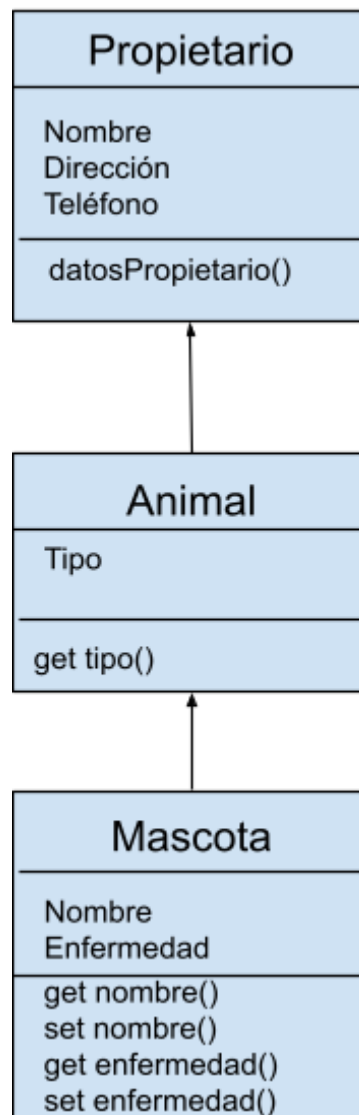 Propietario
Nombre
Dirección
Teléfono
datosPropietario()
Animal
Tipo
get tipo()
Mascota
Nombre
Enfermedad
get nombre()
set nombre()
get enfermedad()
set enfermedad()